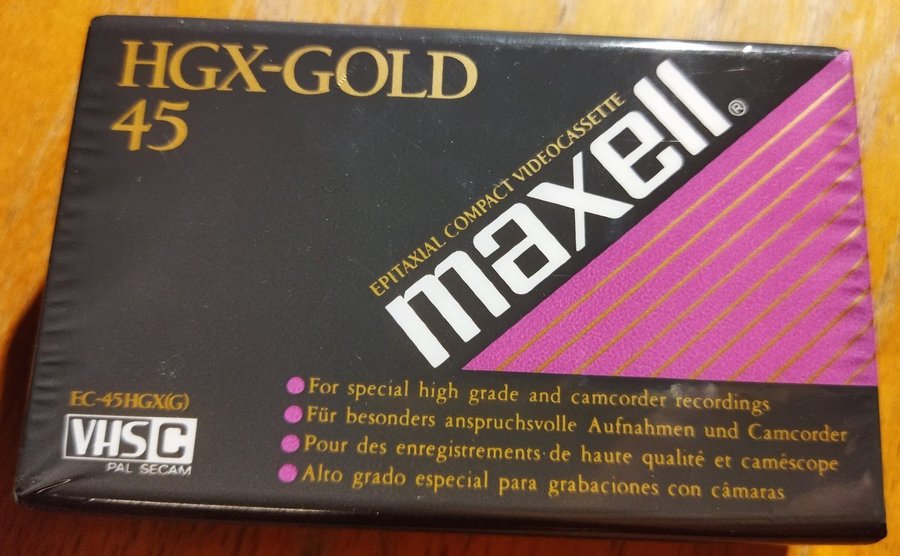 HGX-GOLD
45
EPITAXIAL COMPACT VIDEOCASSETTE
maxell®
EC-45HGX(G)
VHS C
PAL SECAM
● For special high grade and camcorder recordings
● Für besonders anspruchsvolle Aufnahmen und Camcorder
● Pour des enregistrements de haute qualité et caméscope
● Alto grado especial para grabaciones con câmaras